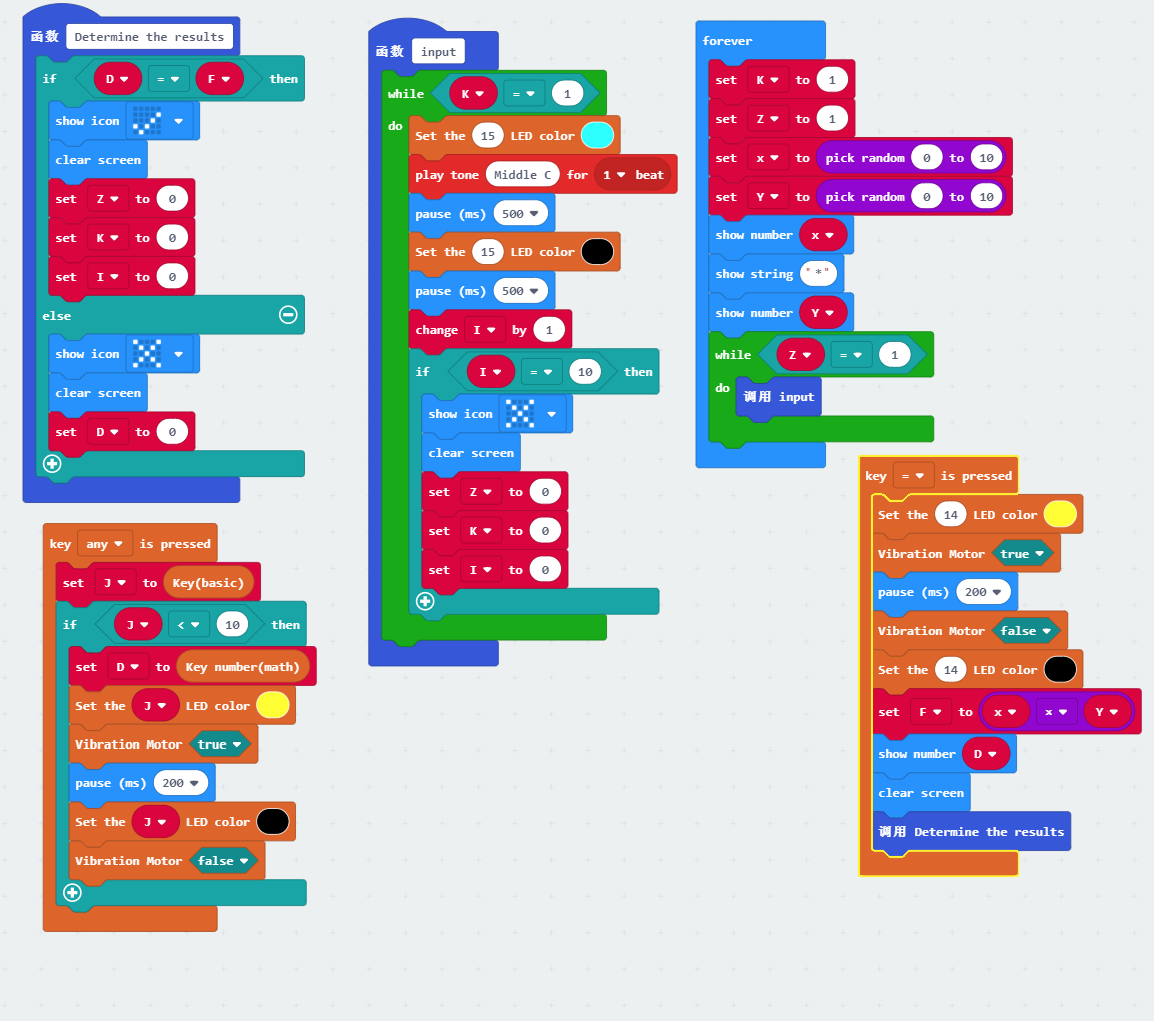 函数 Determine the results
if D = F then
show icon
clear screen
set Z to 0
set K to 0
set I to 0
else
show icon
clear screen
set D to 0
key any is pressed
set J to Key(basic)
if J < 10 then
set D to Key number(math)
Set the J LED color
Vibration Motor true
pause (ms) 200
Set the J LED color
Vibration Motor false
函数 input
while K = 1
do
Set the 15 LED color
play tone Middle C for 1 beat
pause (ms) 500
Set the 15 LED color
pause (ms) 500
change I by 1
if I = 10 then
show icon
clear screen
set Z to 0
set K to 0
set I to 0
forever
set K to 1
set Z to 1
set x to pick random 0 to 10
set Y to pick random 0 to 10
show number x
show string "*"
show number Y
while Z = 1
do 调用 input
key = is pressed
Set the 14 LED color
Vibration Motor true
pause (ms) 200
Vibration Motor false
Set the 14 LED color
set F to x × Y
show number D
clear screen
调用 Determine the results